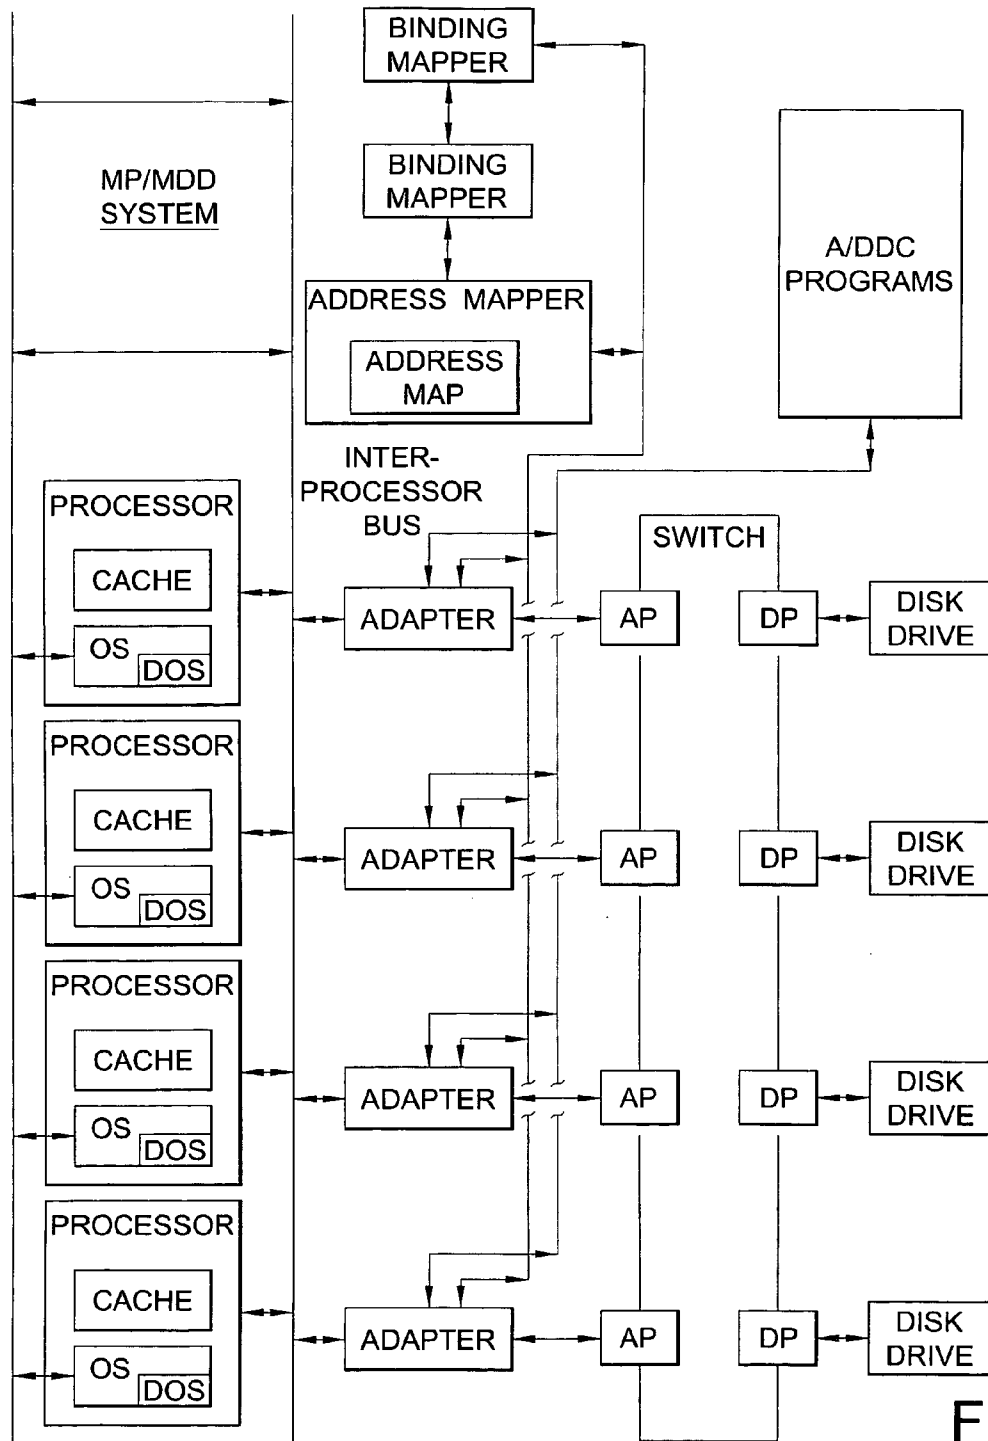 BINDING
MAPPER
BINDING
MAPPER
MP/MDD
SYSTEM
A/DDC
PROGRAMS
ADDRESS MAPPER
ADDRESS
MAP
INTER-
PROCESSOR
BUS
PROCESSOR
CACHE
OS
DOS
ADAPTER
SWITCH
AP
DP
DISK
DRIVE
PROCESSOR
CACHE
OS
DOS
ADAPTER
AP
DP
DISK
DRIVE
PROCESSOR
CACHE
OS
DOS
ADAPTER
AP
DP
DISK
DRIVE
PROCESSOR
CACHE
OS
DOS
ADAPTER
AP
DP
DISK
DRIVE
F